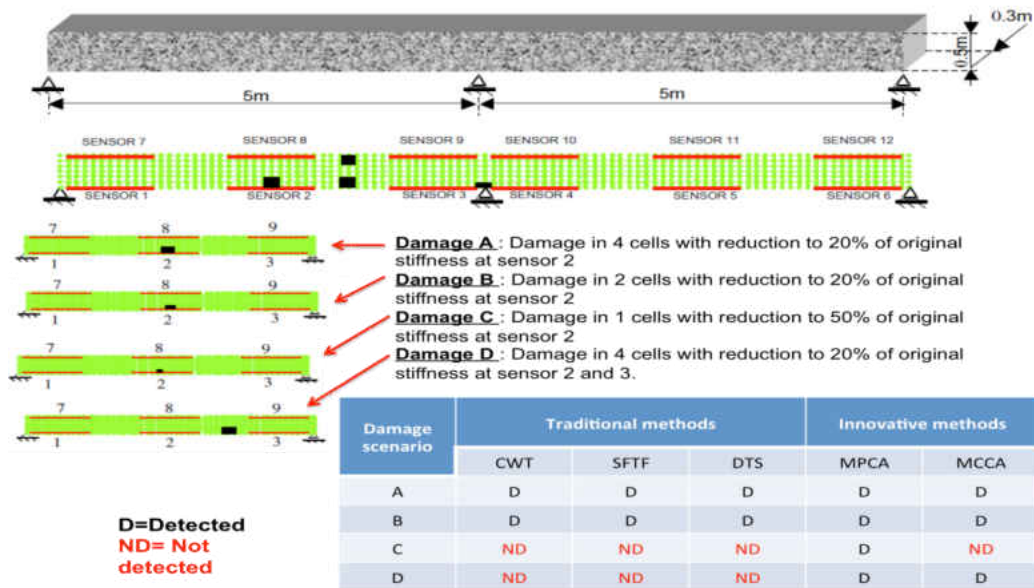 0.3m
0.5m
5m
5m
SENSOR 7
SENSOR 8
SENSOR 9
SENSOR 10
SENSOR 11
SENSOR 12
SENSOR 1
SENSOR 2
SENSOR 3
SENSOR 4
SENSOR 5
SENSOR 6
7 8 9
1 2 3
7 8 9
1 2 3
7 8 9
1 2 3
7 8 9
1 2 3
Damage A : Damage in 4 cells with reduction to 20% of original
stiffness at sensor 2
Damage B : Damage in 2 cells with reduction to 20% of original
stiffness at sensor 2
Damage C : Damage in 1 cells with reduction to 50% of original
stiffness at sensor 2
Damage D : Damage in 4 cells with reduction to 20% of original
stiffness at sensor 2 and 3.
Damage
scenario
Traditional methods
Innovative methods
CWT SFTF DTS MPCA MCCA
A D D D D D
B D D D D D
C ND ND ND D ND
D ND ND ND D D
D=Detected
ND= Not
detected